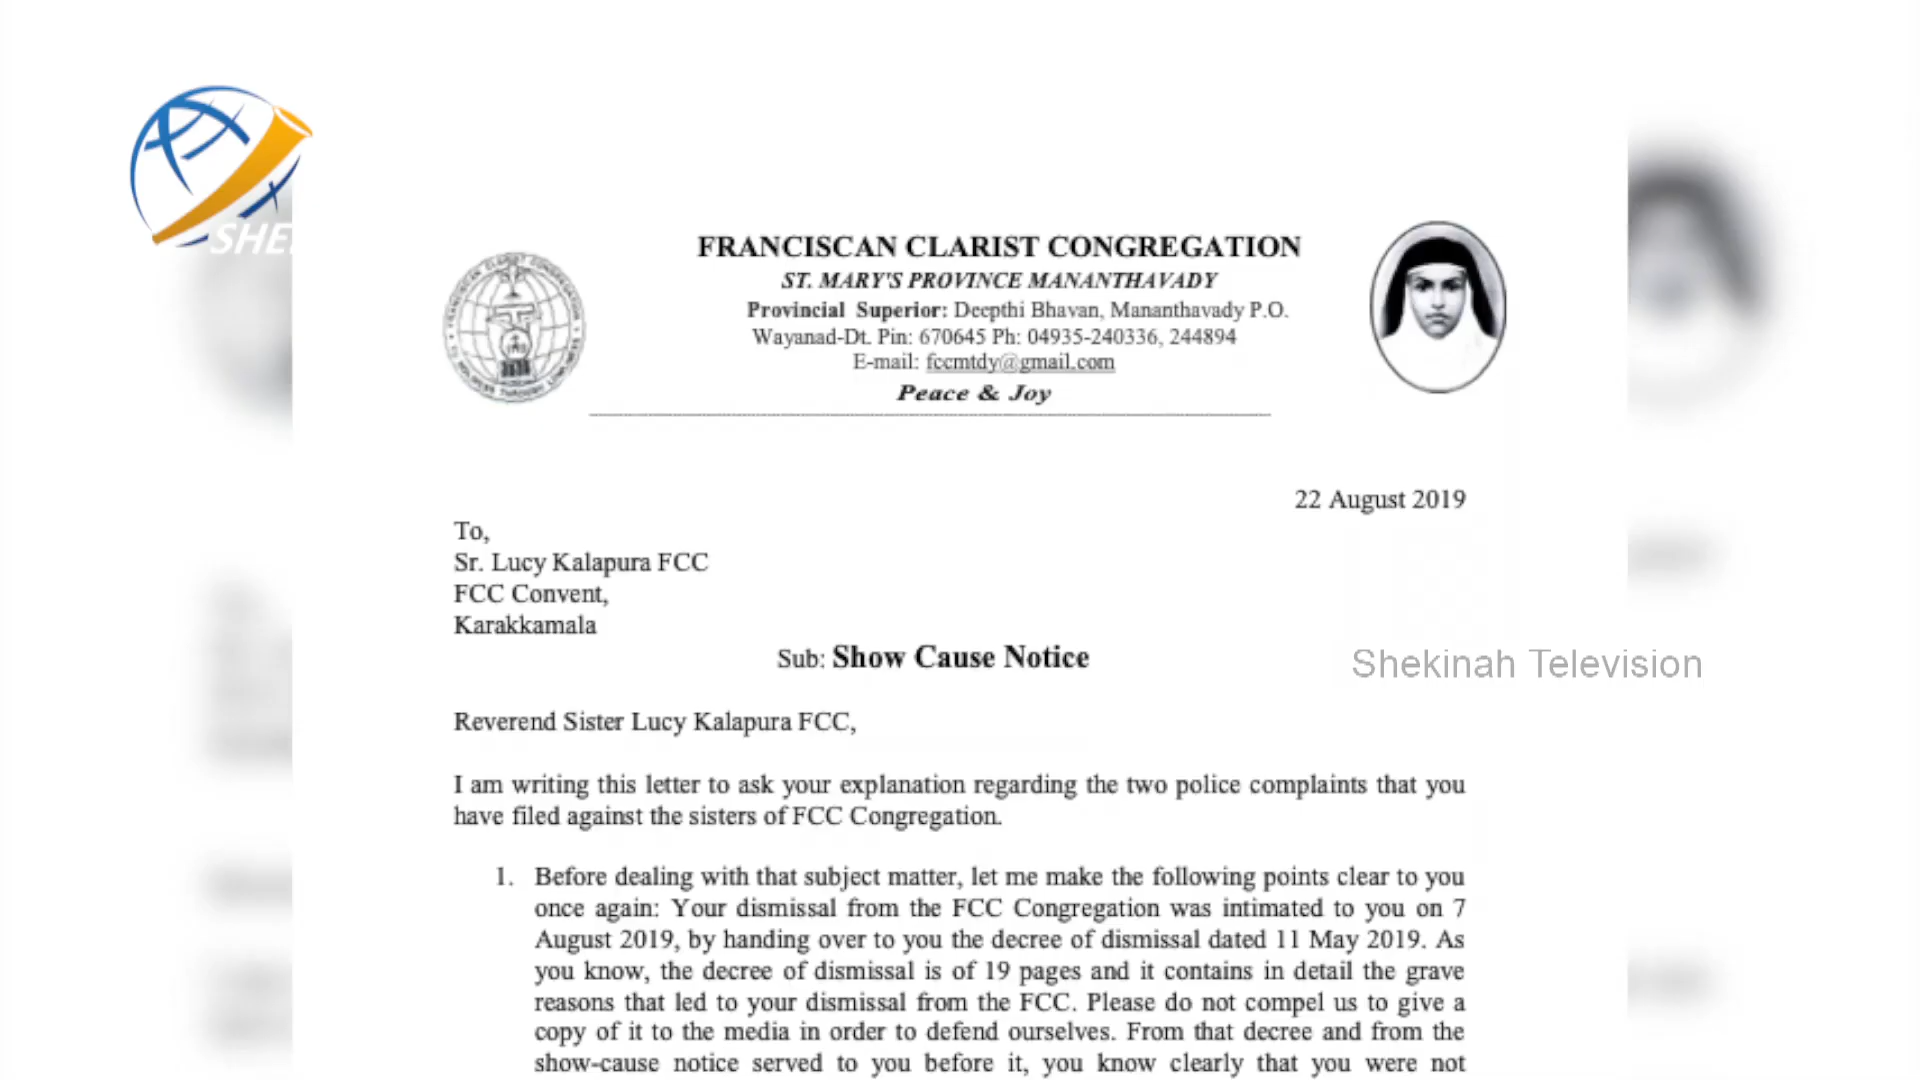 SHE
FRANCISCAN CLARIST CONGREGATION
ST. MARY'S PROVINCE MANANTHAVADY
Provincial Superior: Deepthi Bhavan, Mananthavady P.O.
Wayanad-Dt. Pin: 670645 Ph: 04935-240336, 244894
E-mail: fccmtdy@gmail.com
Peace & Joy
FRANCISCAN CLARIST CONGREGATION
22 August 2019
To,
Sr. Lucy Kalapura FCC
FCC Convent,
Karakkamala
Sub: Show Cause Notice
Shekinah Television
Reverend Sister Lucy Kalapura FCC,
I am writing this letter to ask your explanation regarding the two police complaints that you
have filed against the sisters of FCC Congregation.
1. Before dealing with that subject matter, let me make the following points clear to you
once again: Your dismissal from the FCC Congregation was intimated to you on 7
August 2019, by handing over to you the decree of dismissal dated 11 May 2019. As
you know, the decree of dismissal is of 19 pages and it contains in detail the grave
reasons that led to your dismissal from the FCC. Please do not compel us to give a
copy of it to the media in order to defend ourselves. From that decree and from the
show-cause notice served to you before it, you know clearly that you were not